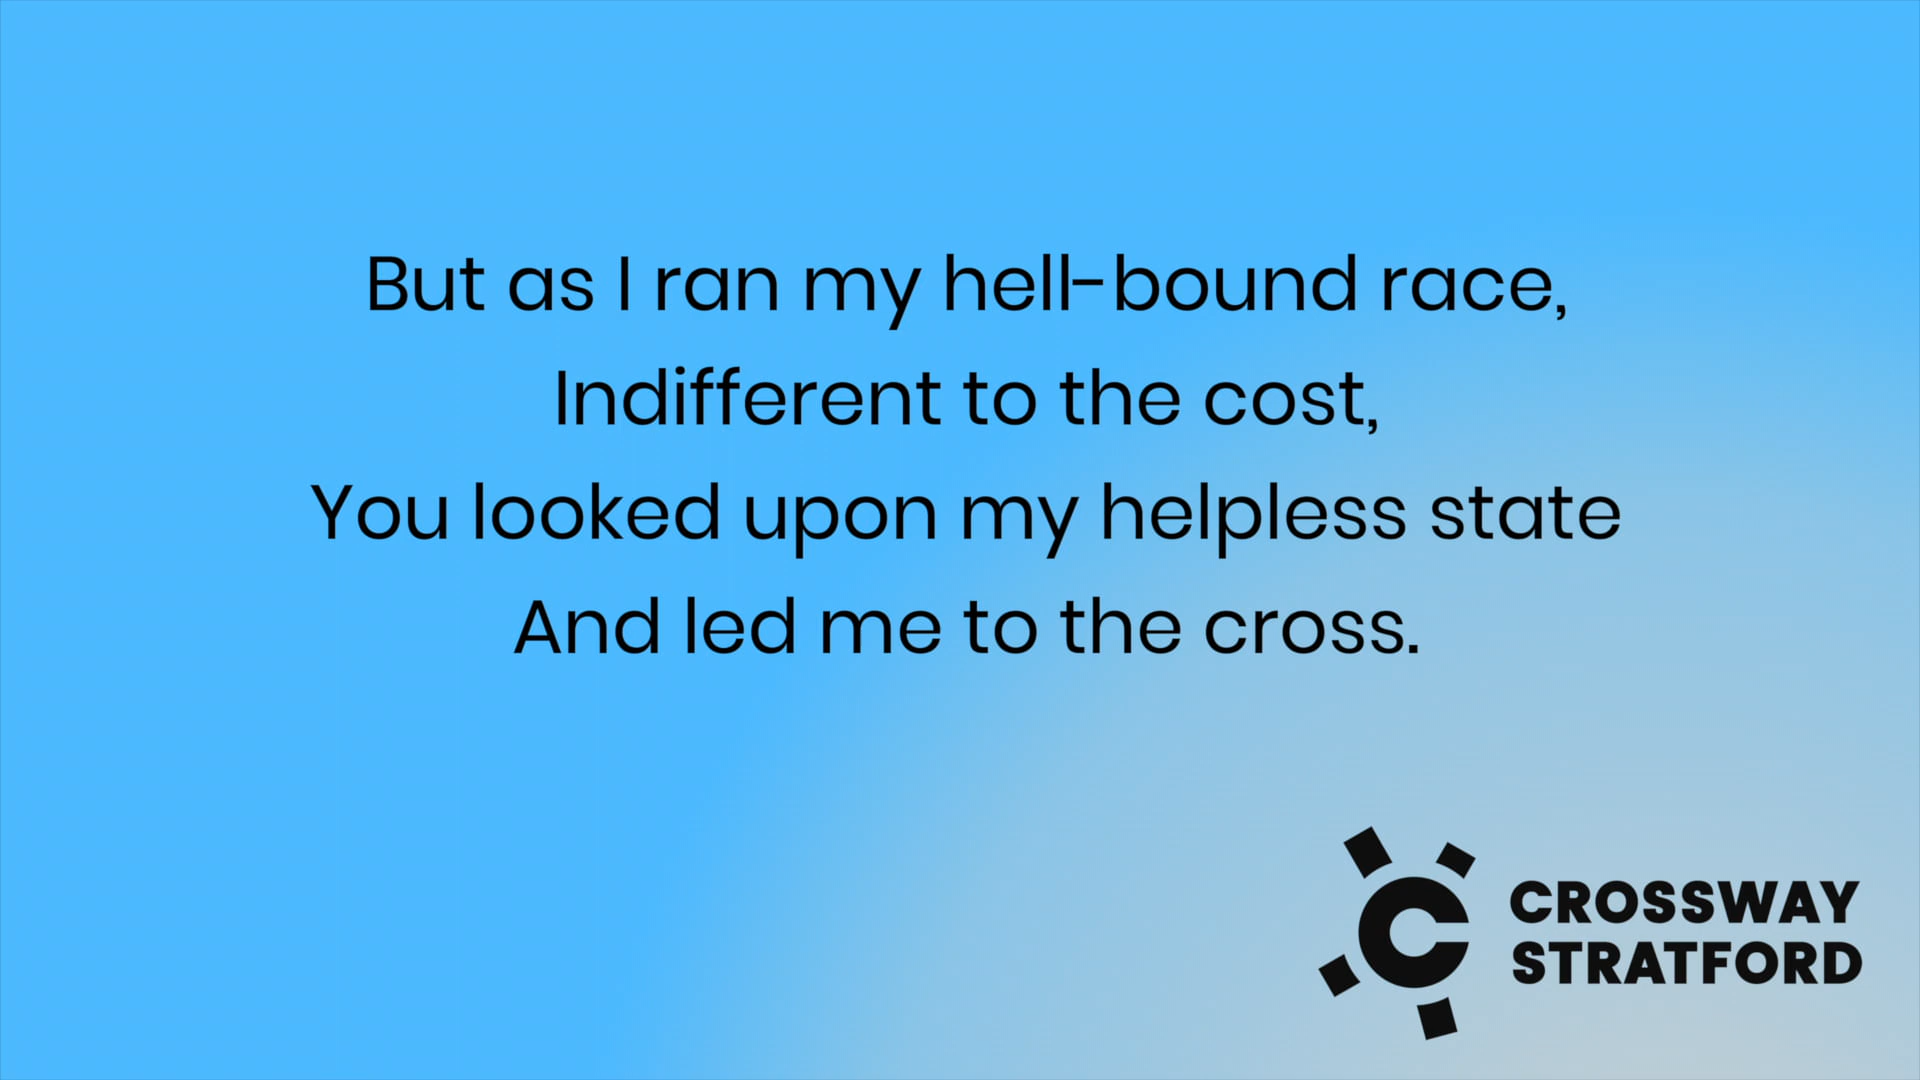 But as I ran my hell-bound race,
Indifferent to the cost,
You looked upon my helpless state
And led me to the cross.
CROSSWAY
STRATFORD